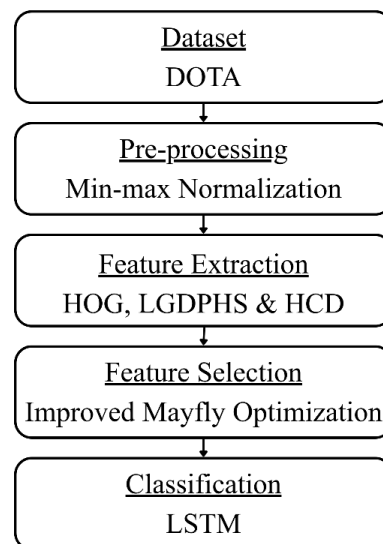 Dataset
DOTA
Pre-processing
Min-max Normalization
Feature Extraction
HOG, LGDPHS & HCD
Feature Selection
Improved Mayfly Optimization
Classification
LSTM